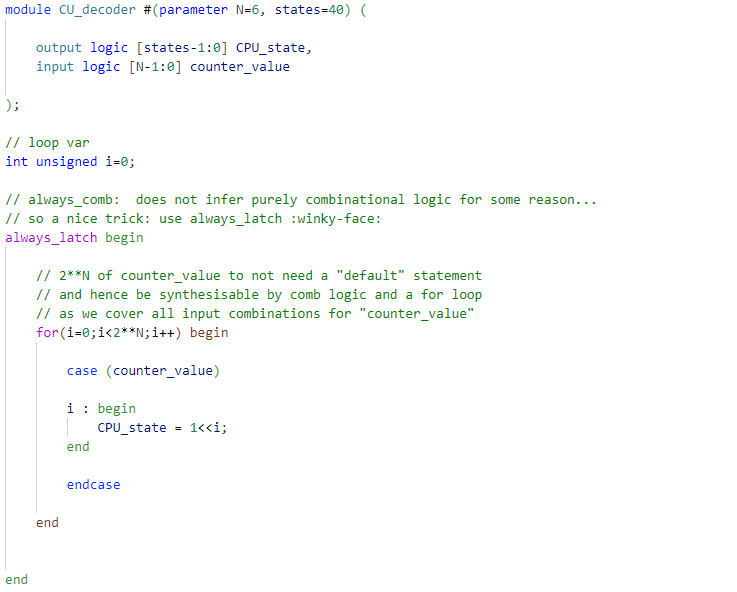 module CU_decoder #(parameter N=6, states=40) (
output logic [states-1:0] CPU_state,
input logic [N-1:0] counter_value
);
// loop var
int unsigned i=0;
// always_comb:  does not infer purely combinational logic for some reason...
// so a nice trick: use always_latch :winky-face:
always_latch begin
// 2**N of counter_value to not need a "default" statement
// and hence be synthesisable by comb logic and a for loop
// as we cover all input combinations for "counter_value"
for(i=0;i<2**N;i++) begin
case (counter_value)
i : begin
CPU_state = 1<<i;
end
endcase
end
end